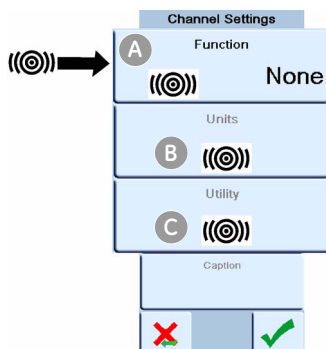 Channel Settings
A
Function
None
Units
B
Utility
C
Caption